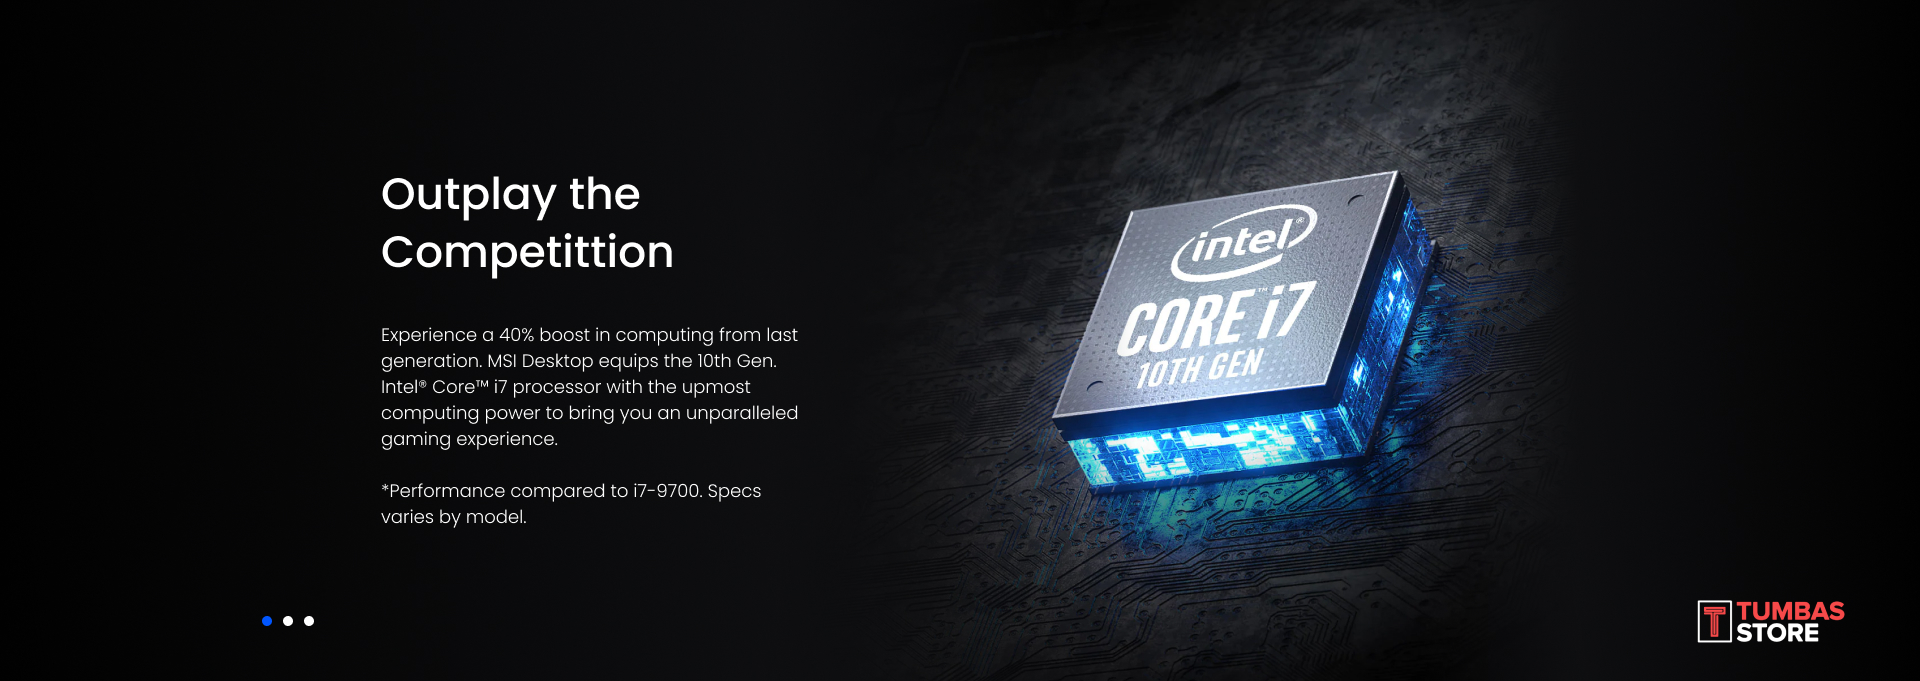 Outplay the
Competittion
Experience a 40% boost in computing from last
generation. MSI Desktop equips the 10th Gen.
Intel® Core™ i7 processor with the upmost
computing power to bring you an unparalleled
gaming experience.
*Performance compared to i7-9700. Specs
varies by model.
intel®
CORE™ i7
10TH GEN
T TUMBAS
STORE